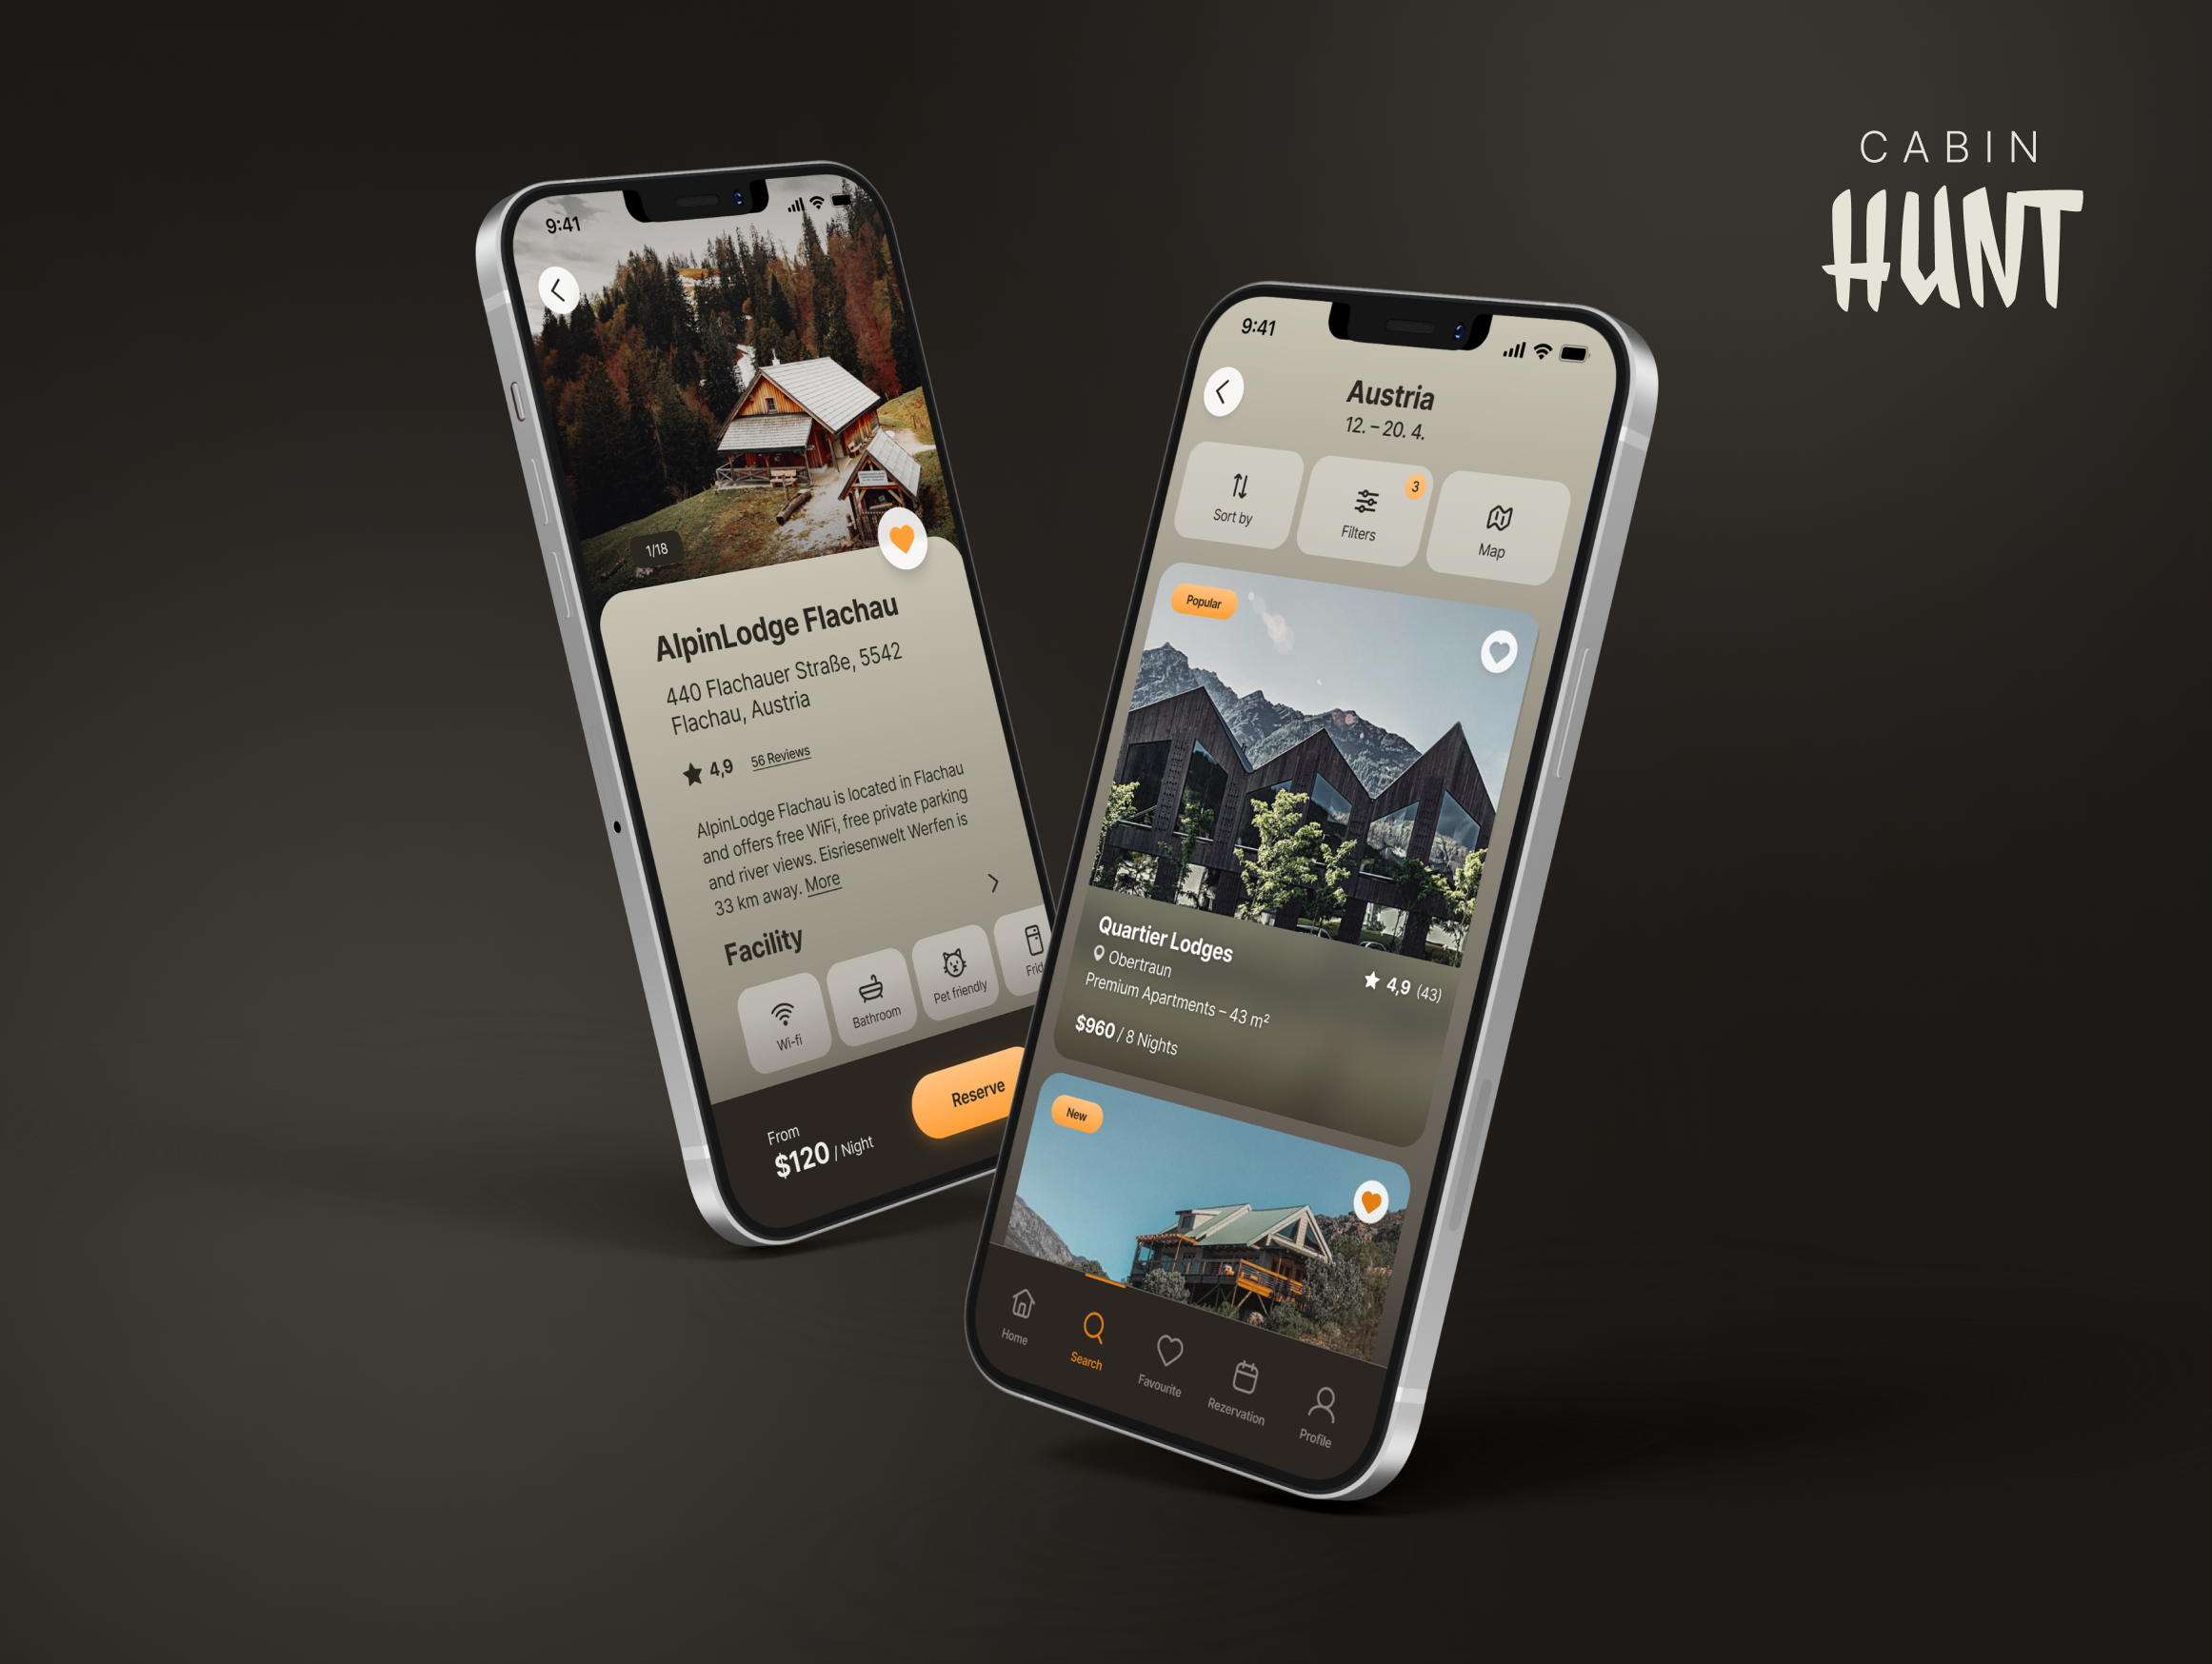 CABIN
HUNT
9:41
1/18
AlpinLodge Flachau
440 Flachauer Straße, 5542
Flachau, Austria
4,9 56 Reviews
AlpinLodge Flachau is located in Flachau
and offers free WiFi, free private parking
and river views. Eisriesenwelt Werfen is
33 km away. More
Facility
Wi-fi
Bathroom
Pet friendly
Frid
From
$120 / Night
Reserve
9:41
Austria
12. – 20. 4.
Sort by
3
Filters
Map
Popular
Quartier Lodges
Obertraun
Premium Apartments – 43 m²
4,9 (43)
$960 / 8 Nights
New
Home
Search
Favourite
Rezervation
Profile